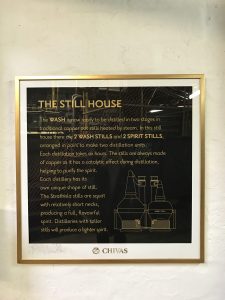 THE STILL HOUSE
The WASH is now ready to be distilled in two stages in
traditional copper pot stills heated by steam. In this still
house there are 2 WASH STILLS and 2 SPIRIT STILLS,
arranged in pairs to make two distillation units.
Each distillation takes six hours. The stills are always made
of copper as it has a catalytic effect during distillation,
helping to purify the spirit.
Each distillery has its
own unique shape of still.
The Strathisla stills are squat
with relatively short necks,
producing a full, flavourful
spirit. Distilleries with taller
stills will produce a lighter spirit.
CHIVAS